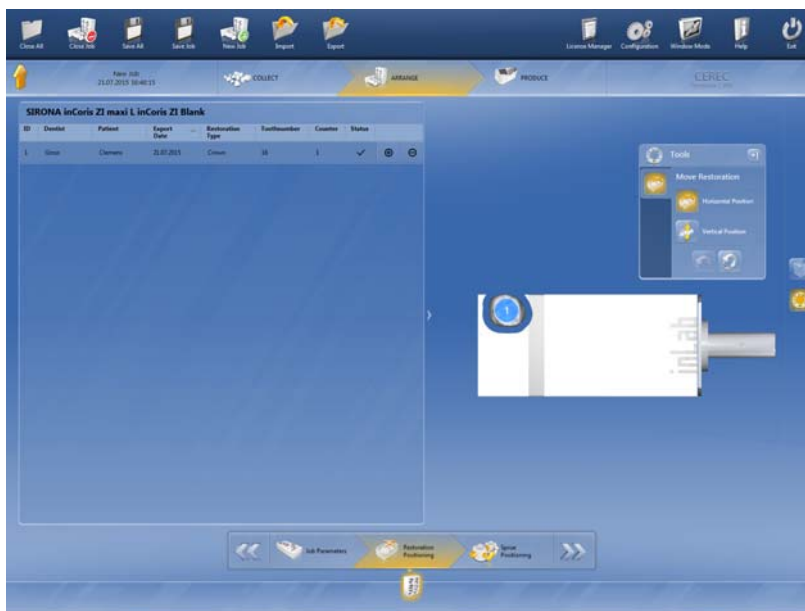 Close All
Close Job
Save All
Save Job
New Job
Import
Export
License Manager
Configuration
Window Mode
Help
Exit
New Job
21.07.2015 16:48:15
COLLECT
ARRANGE
PRODUCE
CEREC
SIRONA inCoris ZI maxi L inCoris ZI Blank
ID Dentist Patient Export Date ... Restoration Type Toothnumber Counter Status
1 Clemens 21.07.2015 Crown 16 1
Tools
Move Restoration
Horizontal Position
Vertical Position
1
inLab
Job Parameters
Restoration Positioning
Sprue Positioning